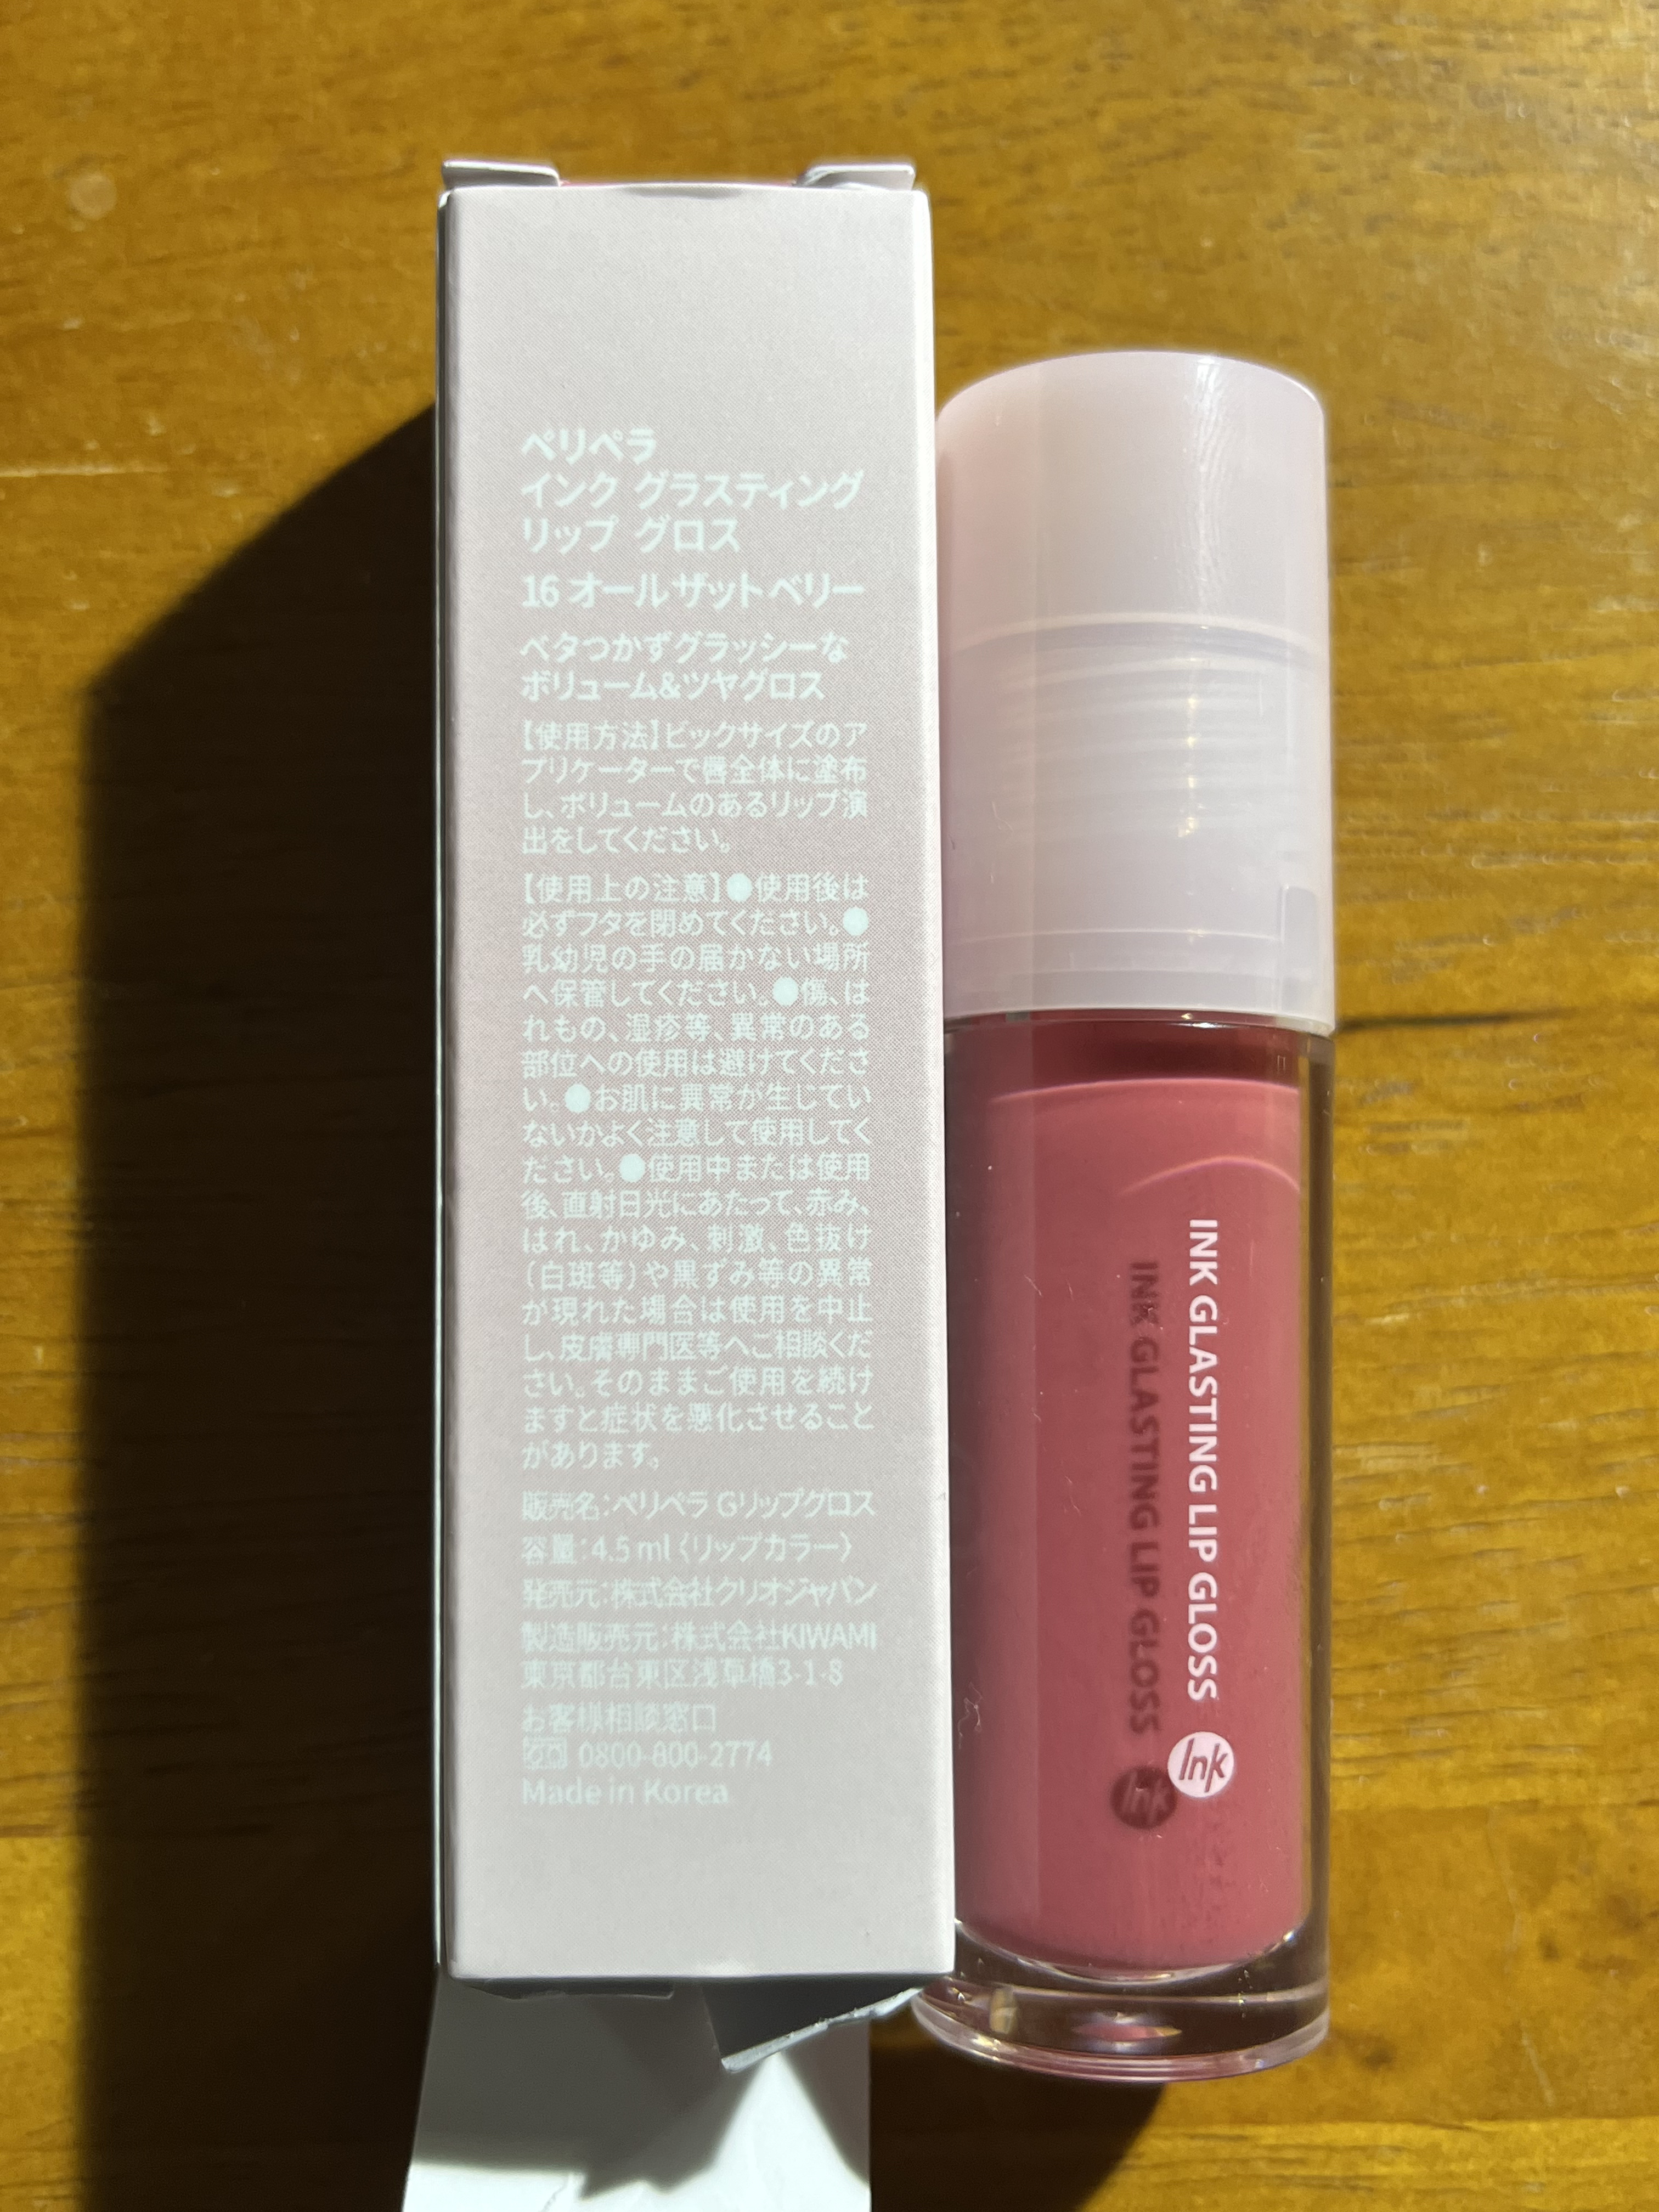 ペリペラ
インク グラスティング
リップ グロス
16 オールザットベリー
ベタつかずグラッシーな
ボリューム&ツヤグロス
【使用方法】ビックサイズのア
プリケーターで唇全体に塗布
し、ボリュームのあるリップ演
出をしてください。
【使用上の注意】●使用後は
必ずフタを閉めてください。●
乳幼児の手の届かない場所
へ保管してください。●傷、は
れもの、湿疹等、異常のある
部位への使用は避けてくださ
い。●お肌に異常が生じてい
ないかよく注意して使用してく
ださい。●使用中または使用
後、直射日光にあたって、赤み、
はれ、かゆみ、刺激、色抜け
(白斑等)や黒ずみ等の異常
が現れた場合は使用を中止
し、皮膚専門医等へご相談くだ
さい。そのままご使用を続け
ますと症状を悪化させること
があります。
販売名:ペリペラ Gリップグロス
容量:4.5 ml〈リップカラー〉
発売元:株式会社クリオジャパン
製造販売元:株式会社KIWAMI
東京都台東区浅草橋3-1-8
お客様相談窓口
0800-800-2774
Made in Korea
INK GLASTING LIP GLOSS
Ink